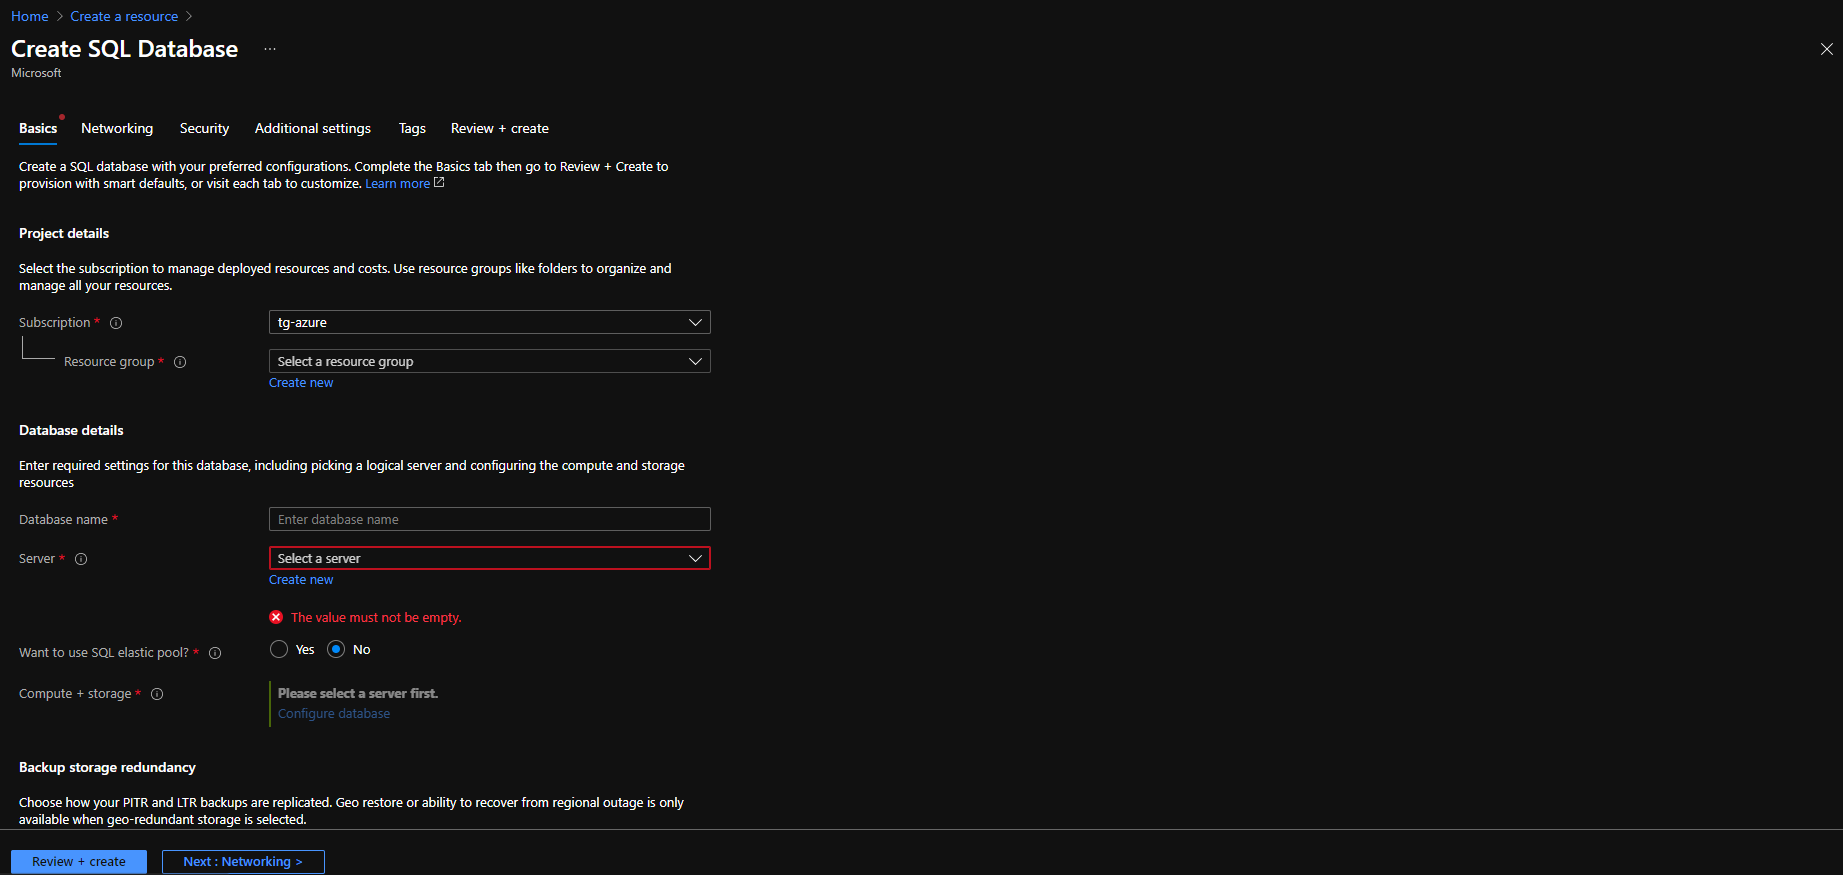 Home > Create a resource >
Create SQL Database ...
Microsoft
Basics Networking Security Additional settings Tags Review + create
Create a SQL database with your preferred configurations. Complete the Basics tab then go to Review + Create to
provision with smart defaults, or visit each tab to customize. Learn more
Project details
Select the subscription to manage deployed resources and costs. Use resource groups like folders to organize and
manage all your resources.
Subscription * tg-azure
Resource group * Select a resource group
Create new
Database details
Enter required settings for this database, including picking a logical server and configuring the compute and storage
resources
Database name * Enter database name
Server * Select a server
Create new
The value must not be empty.
Want to use SQL elastic pool? * Yes No
Compute + storage * Please select a server first.
Configure database
Backup storage redundancy
Choose how your PITR and LTR backups are replicated. Geo restore or ability to recover from regional outage is only
available when geo-redundant storage is selected.
Review + create Next : Networking >